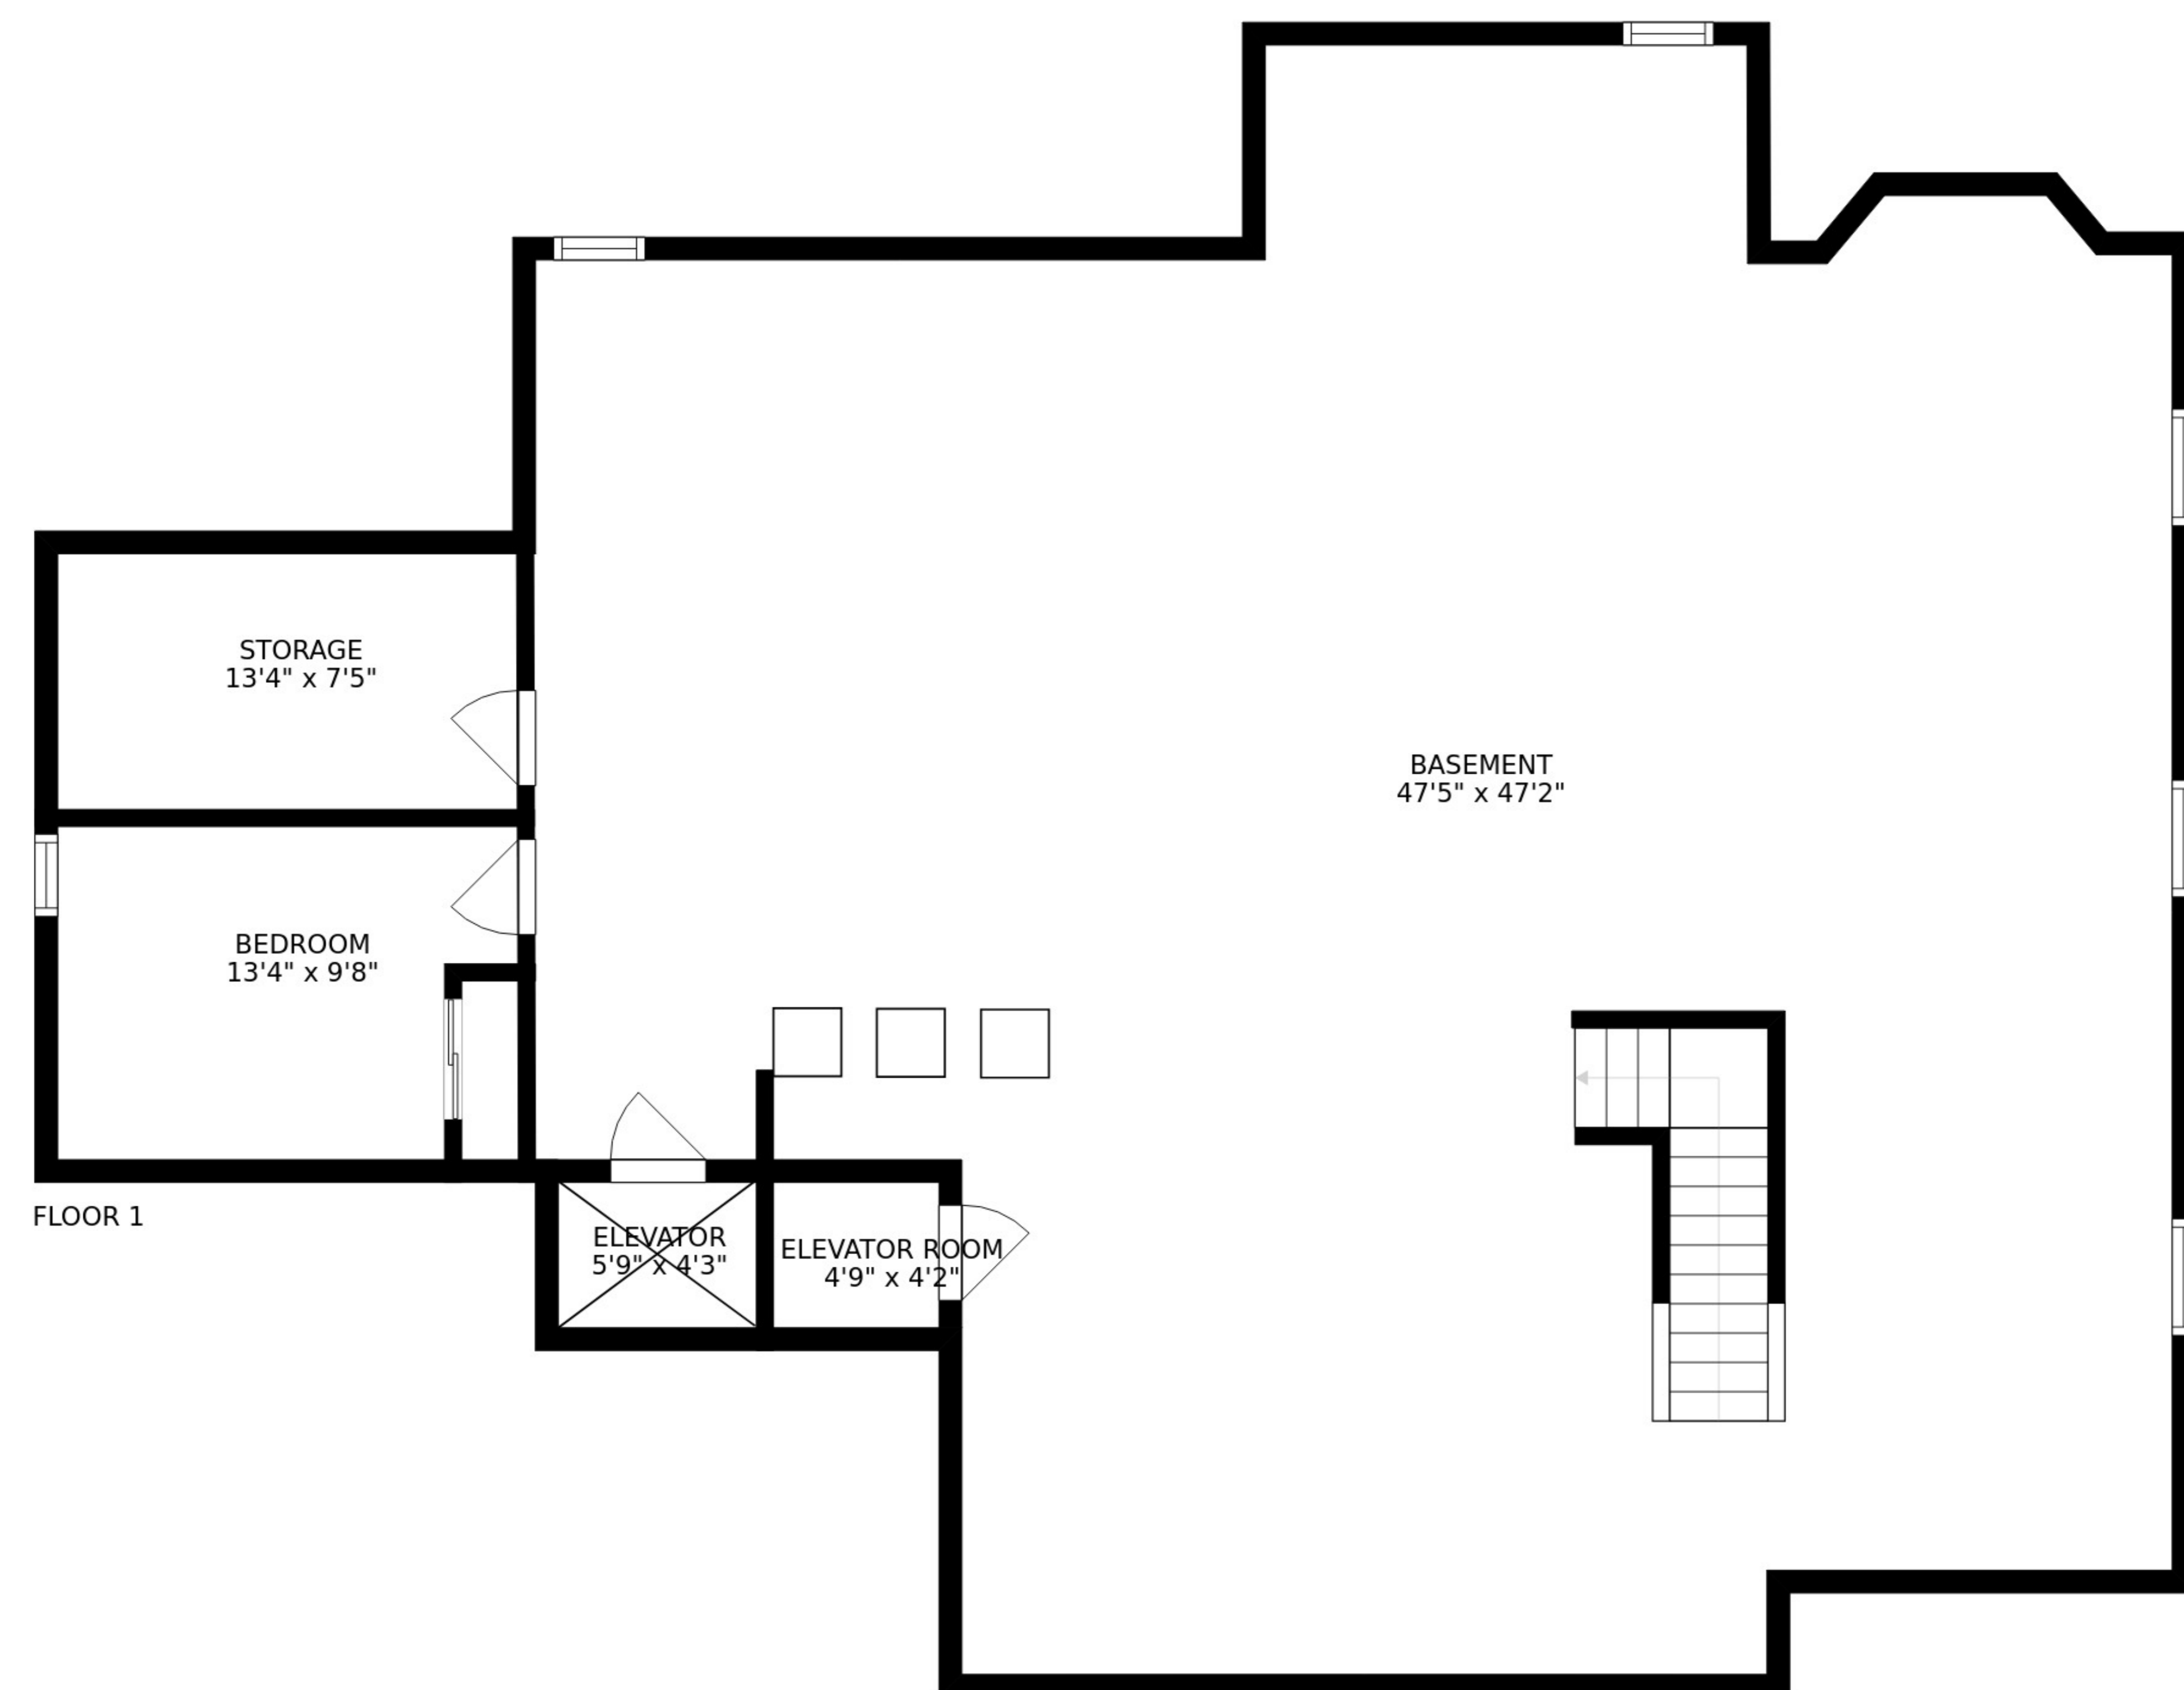 STORAGE
13'4" x 7'5"
BASEMENT
47'5" x 47'2"
BEDROOM
13'4" x 9'8"
FLOOR 1
ELEVATOR
5'9" x 4'3"
ELEVATOR ROOM
4'9" x 4'2"